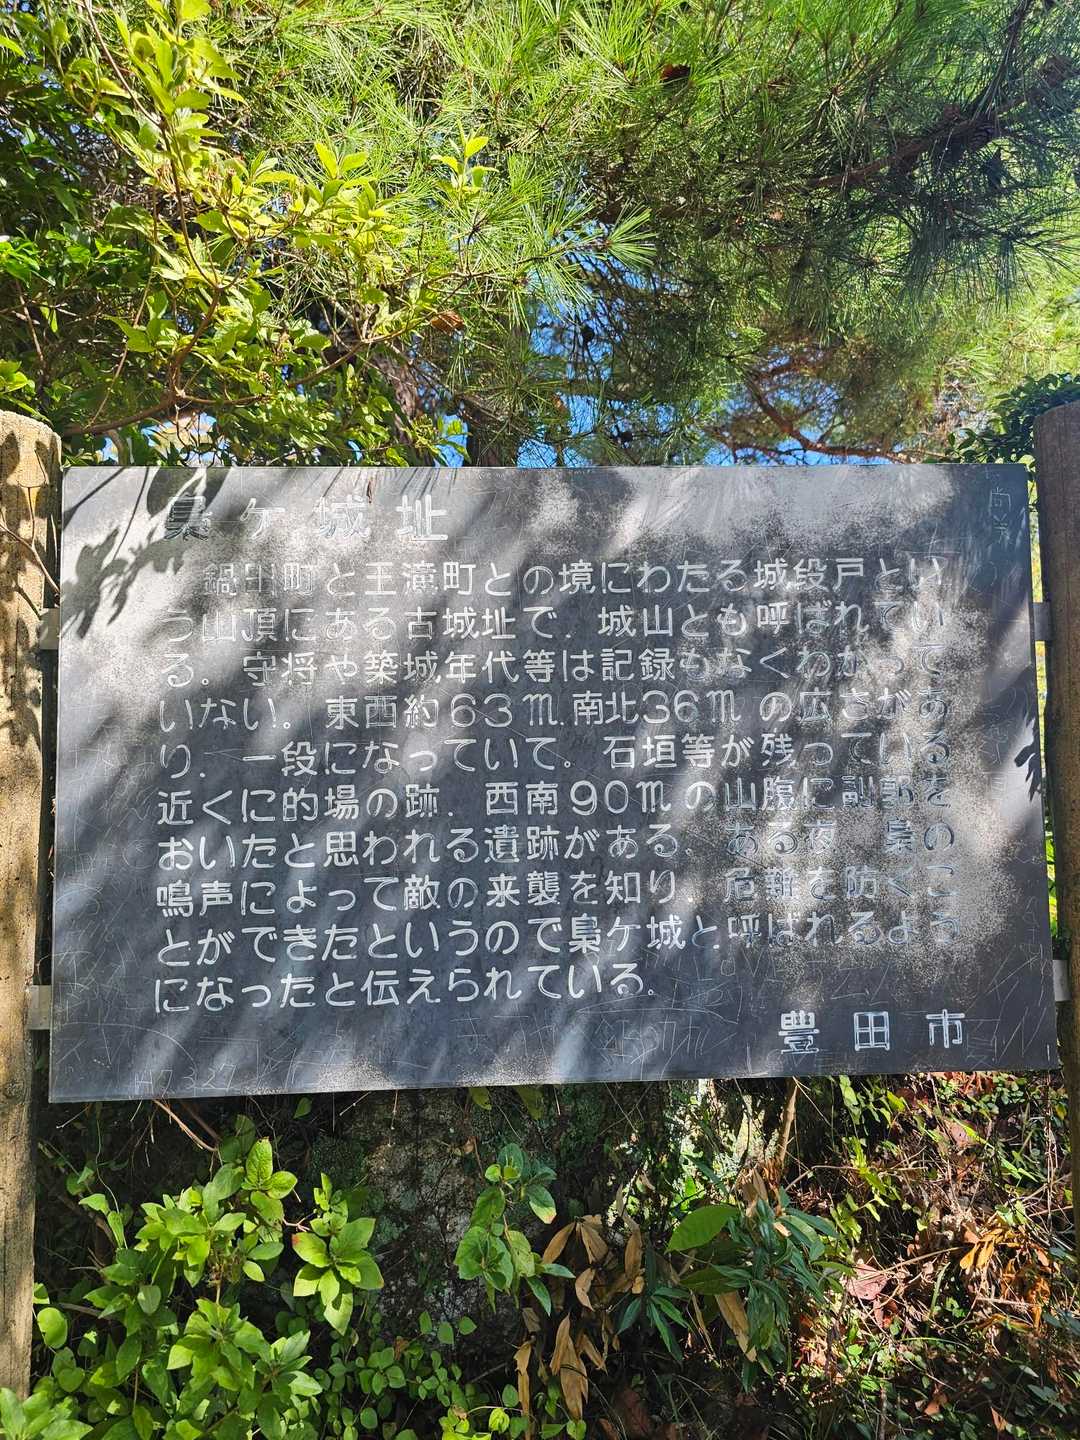 梟ケ城址
鍋田町と王滝町との境にわたる城段戸とい
う山頂にある古城址で、城山とも呼ばれてい
る。守将や築城年代等は記録もなくわかって
いない。東西約63m、南北36mの広さがあ
り、一段になっていて。石垣等が残っている
近くに的場の跡、西南90mの山腹に副郭を
おいたと思われる遺跡がある、ある夜 梟の
鳴声によって敵の来襲を知り、危難を防ぐこ
とができたというので梟ケ城と、呼ばれるよう
になったと伝えられている。
豊田市